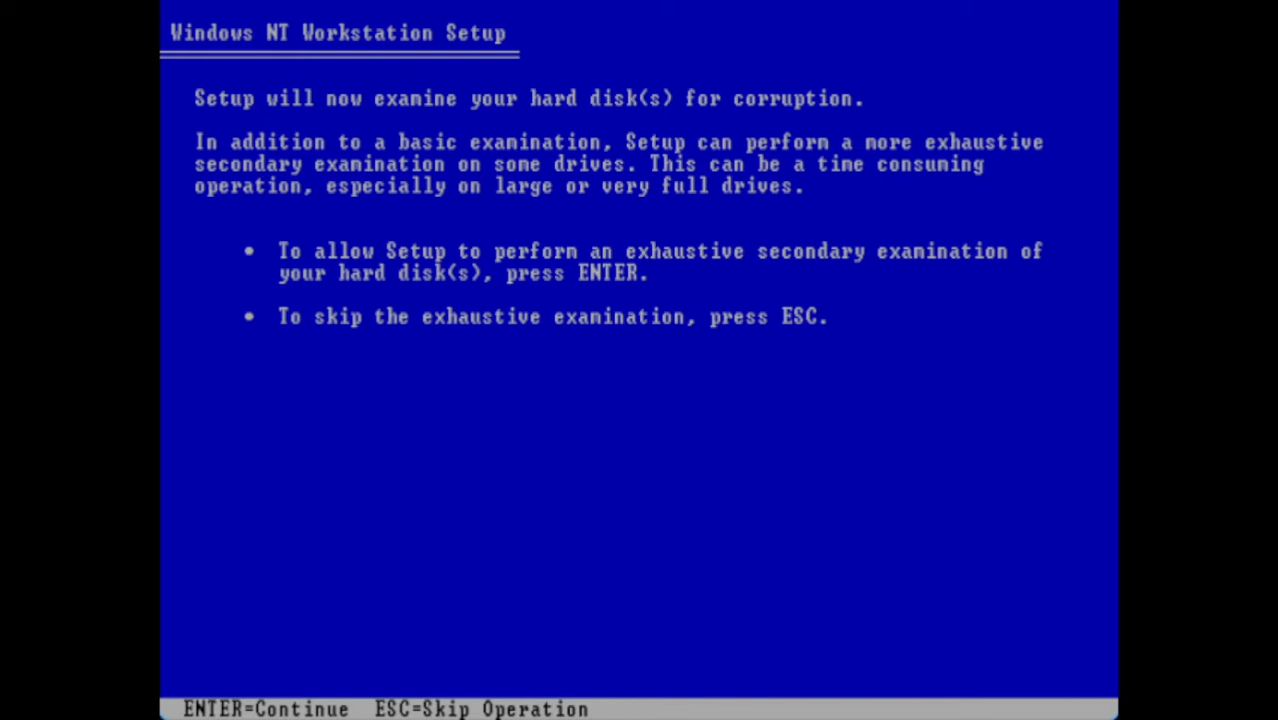 Windows NT Workstation Setup
Setup will now examine your hard disk(s) for corruption.
In addition to a basic examination, Setup can perform a more exhaustive
secondary examination on some drives. This can be a time consuming
operation, especially on large or very full drives.
• To allow Setup to perform an exhaustive secondary examination of
your hard disk(s), press ENTER.
• To skip the exhaustive examination, press ESC.
ENTER=Continue ESC=Skip Operation